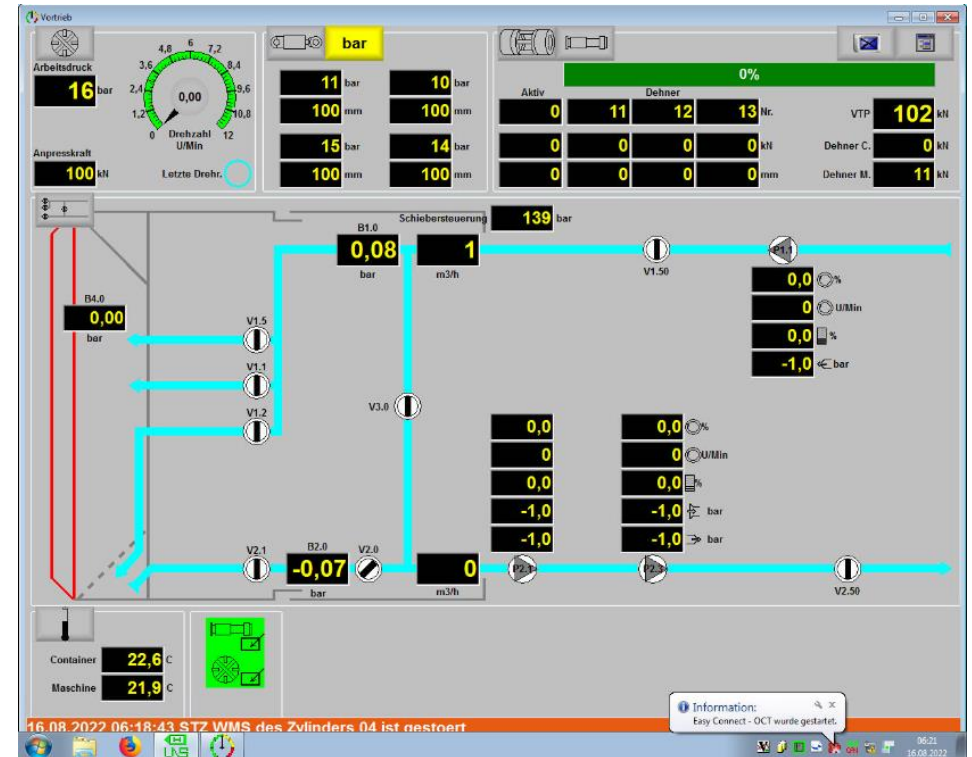 Vortrieb
Arbeitsdruck
16 bar
0 1,2 2,4 3,6 4,8 6 7,2 8,4 9,6 10,8 12
0,00
Drehzahl
U/Min
Anpresskraft
100 kN
Letzte Drehr.
bar
11 bar 10 bar
100 mm 100 mm
15 bar 14 bar
100 mm 100 mm
0%
Aktiv Dehner
0 11 12 13 Nr.
0 0 0 0 kN
0 0 0 0 mm
VTP 102 kN
Dehner C. 0 kN
Dehner M. 11 kN
Schiebersteuerung 139 bar
B1.0
0,08 1
bar m3/h
V1.50
P1.1
0,0 %
0 U/Min
0,0 %
-1,0 bar
B4.0
0,00
bar
V1.5
V1.1
V1.2
V3.0
0,0 0,0 %
0 0 U/Min
0,0 0,0 %
-1,0 -1,0 bar
-1,0 -1,0 bar
V2.1
B2.0
-0,07
bar
V2.0
0
m3/h
P2.1
P2.3
V2.50
Container 22,6 C
Maschine 21,9 C
16.08.2022 06:18:43 STZ WMS des Zylinders 04 ist gestoert
Information:
Easy Connect - OCT wurde gestartet.
06:21
16.08.2022